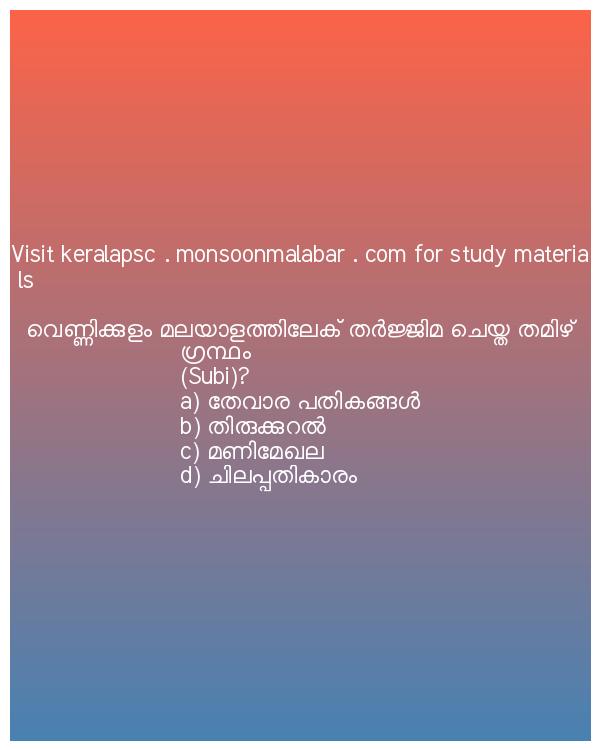 Visit keralapsc . monsoonmalabar . com for study materia
ls
വെണ്ണിക്കുളം മലയാളത്തിലേക് തർജ്ജിമ ചെയ്ത തമിഴ്
ഗ്രന്ഥം
(Subi)?
a) തേവാര പതികങ്ങൾ
b) തിരുക്കുറൽ
c) മണിമേഖല
d) ചിലപ്പതികാരം